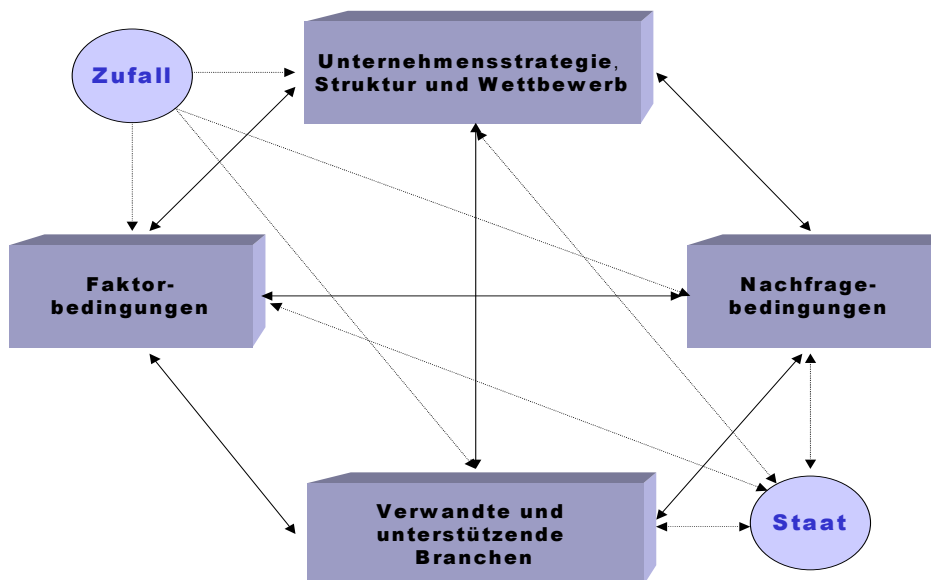 Unternehmensstrategie,
Struktur und Wettbewerb
Zufall
Faktor-
bedingungen
Nachfrage-
bedingungen
Verwandte und
unterstützende
Branchen
Staat